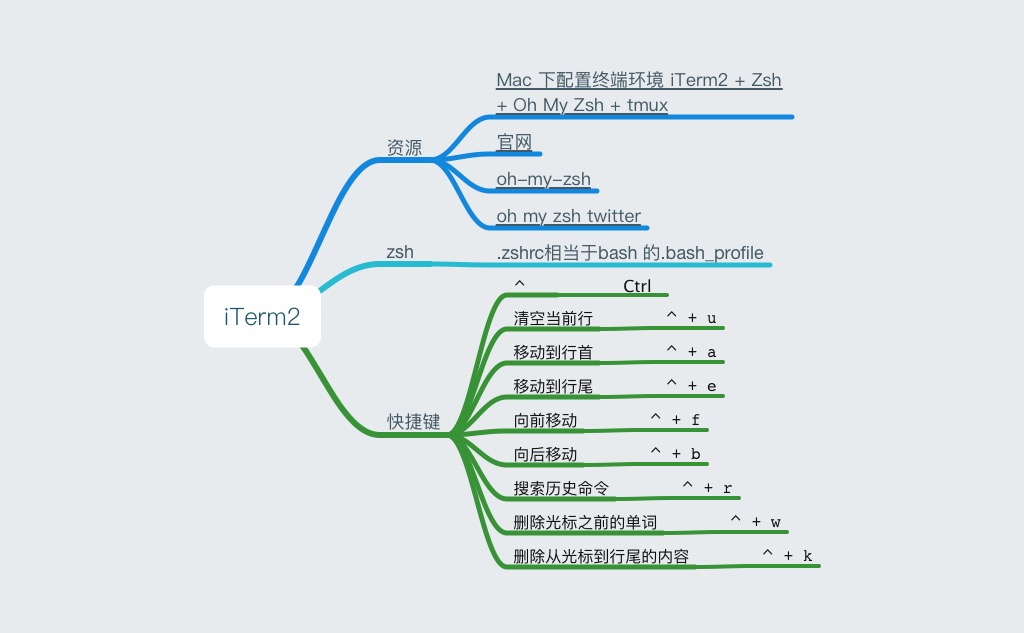 Mac 下配置终端环境 iTerm2 + Zsh
+ Oh My Zsh + tmux
官网
资源
oh-my-zsh
oh my zsh twitter
zsh
.zshrc相当于bash 的.bash_profile
iTerm2
^ Ctrl
清空当前行 ^ + u
移动到行首 ^ + a
移动到行尾 ^ + e
快捷键
向前移动 ^ + f
向后移动 ^ + b
搜索历史命令 ^ + r
删除光标之前的单词 ^ + w
删除从光标到行尾的内容 ^ + k